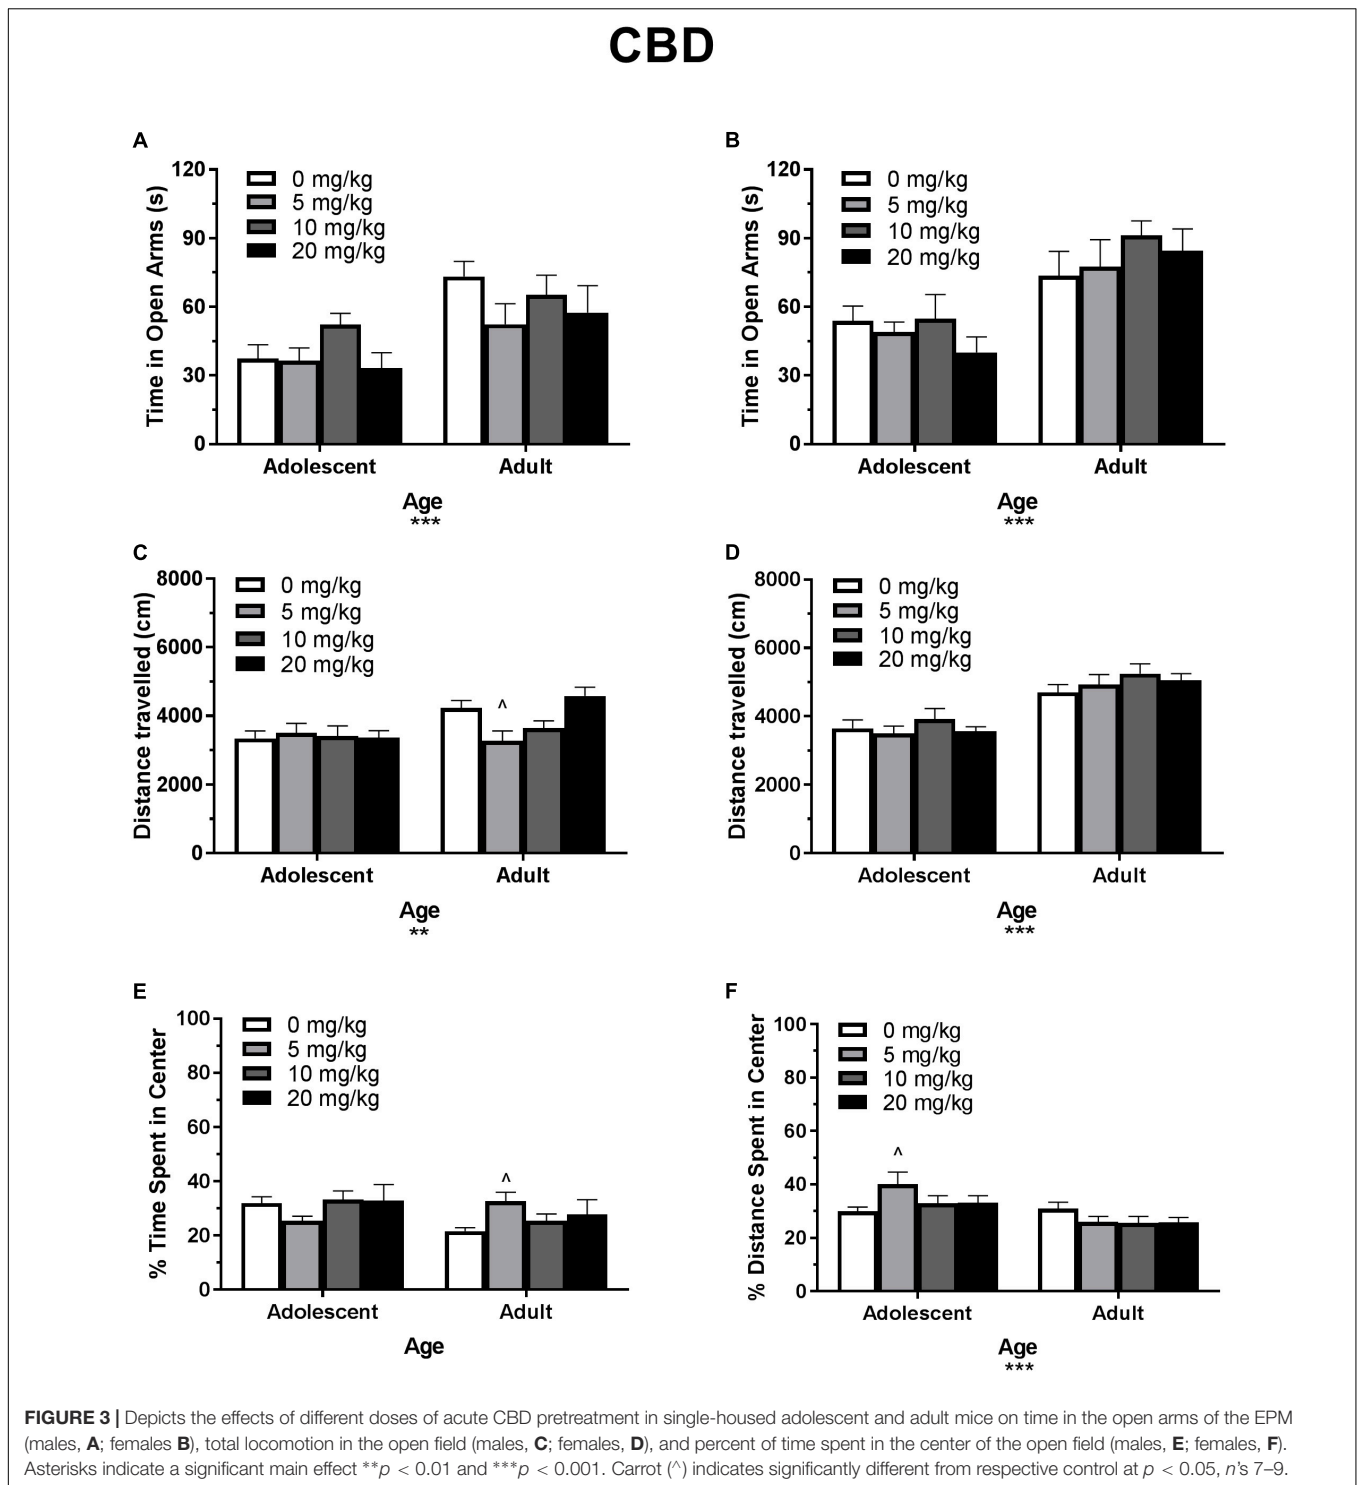 CBD
A
120
90
60
30
0
Time in Open Arms (s)
0 mg/kg
5 mg/kg
10 mg/kg
20 mg/kg
Adolescent
Adult
Age
***
B
120
90
60
30
0
Time in Open Arms (s)
0 mg/kg
5 mg/kg
10 mg/kg
20 mg/kg
Adolescent
Adult
Age
***
C
8000
6000
4000
2000
0
Distance travelled (cm)
0 mg/kg
5 mg/kg
10 mg/kg
20 mg/kg
^
Adolescent
Adult
Age
**
D
8000
6000
4000
2000
0
Distance travelled (cm)
0 mg/kg
5 mg/kg
10 mg/kg
20 mg/kg
Adolescent
Adult
Age
***
E
100
80
60
40
20
0
% Time Spent in Center
0 mg/kg
5 mg/kg
10 mg/kg
20 mg/kg
^
Adolescent
Adult
Age
F
100
80
60
40
20
0
% Distance Spent in Center
0 mg/kg
5 mg/kg
10 mg/kg
20 mg/kg
^
Adolescent
Adult
Age
***
FIGURE 3 | Depicts the effects of different doses of acute CBD pretreatment in single-housed adolescent and adult mice on time in the open arms of the EPM
(males, A; females B), total locomotion in the open field (males, C; females, D), and percent of time spent in the center of the open field (males, E; females, F).
Asterisks indicate a significant main effect **p < 0.01 and ***p < 0.001. Carrot (^) indicates significantly different from respective control at p < 0.05, n's 7–9.